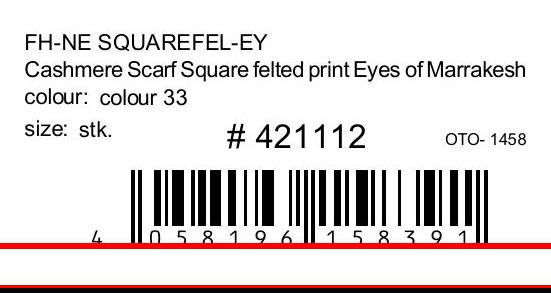 FH-NE SQUAREFEL-EY
Cashmere Scarf Square felted print Eyes of Marrakesh
colour: colour 33
size: stk.
# 421112
OTO- 1458
4 058196 158391